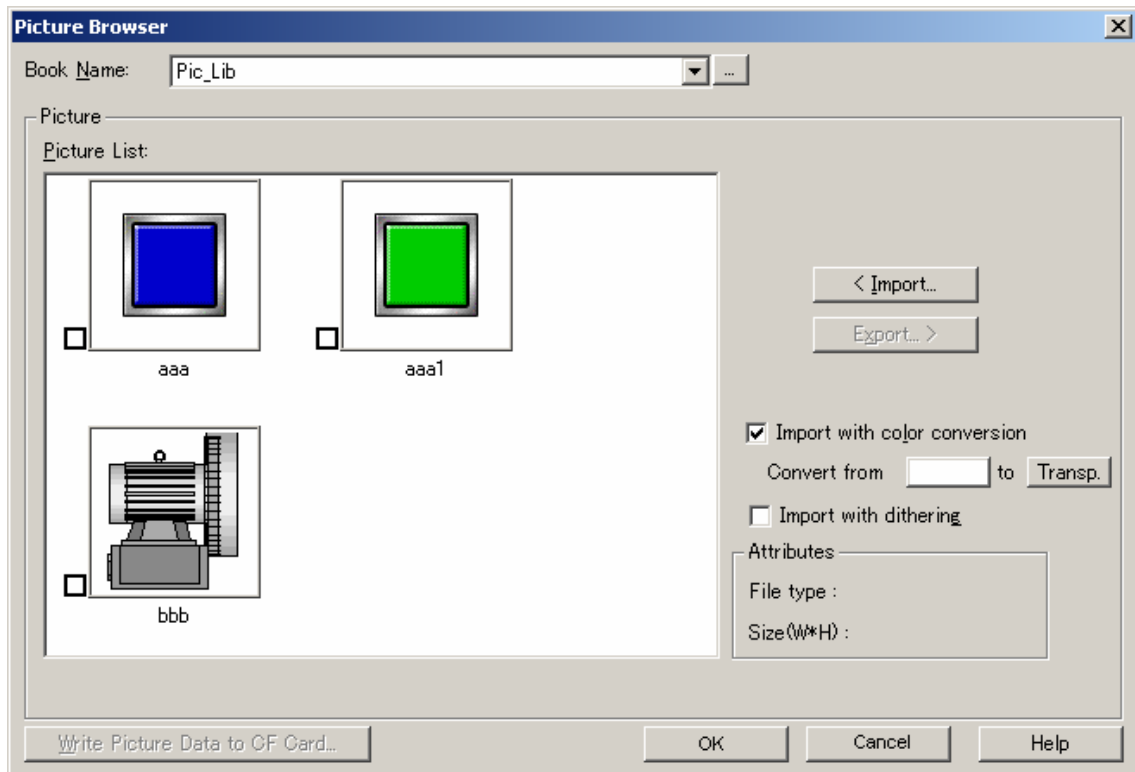 Picture Browser
Book Name: Pic_Lib ...
Picture
Picture List:
aaa aaa1
< Import...
Export... >
Import with color conversion
Convert from to Transp.
Import with dithering
bbb
Attributes
File type :
Size(W*H) :
Write Picture Data to CF Card... OK Cancel Help